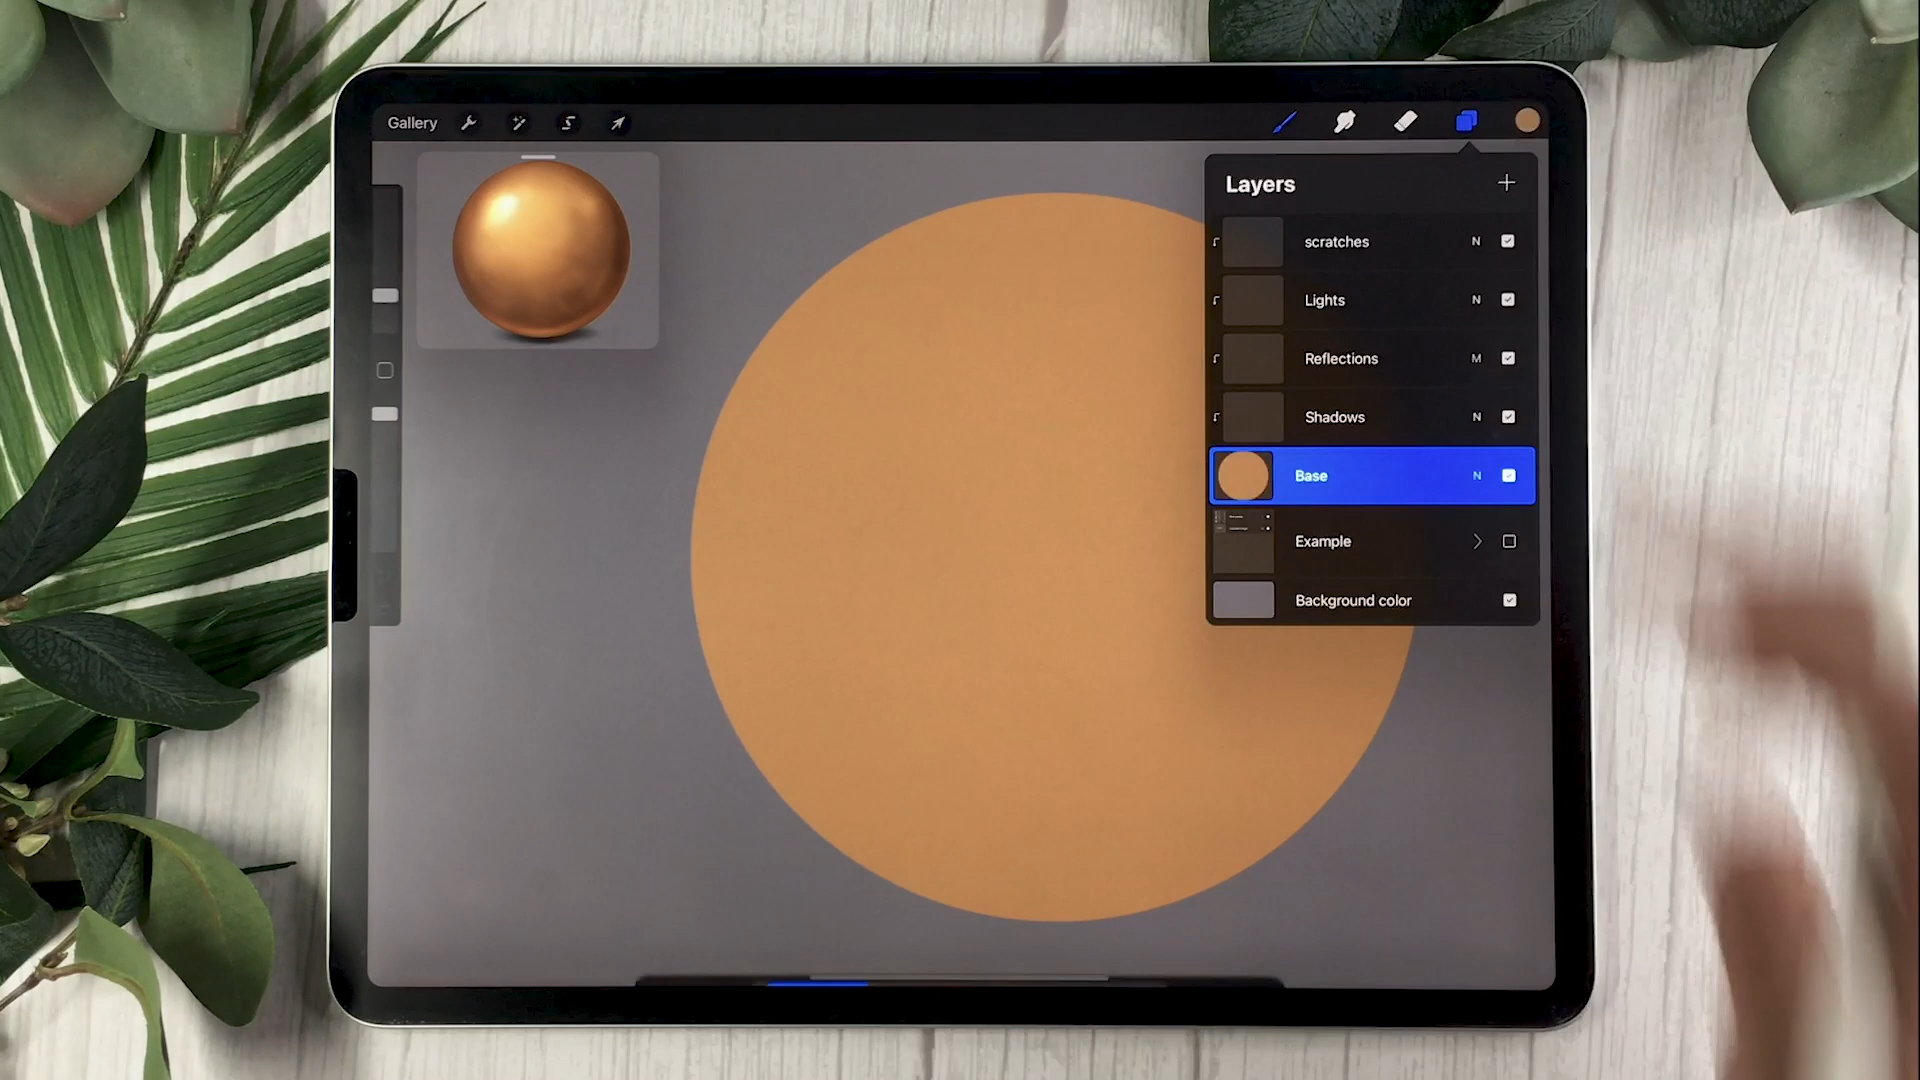 Gallery
Layers
scratches N
Lights N
Reflections M
Shadows N
Base N
Example
Background color